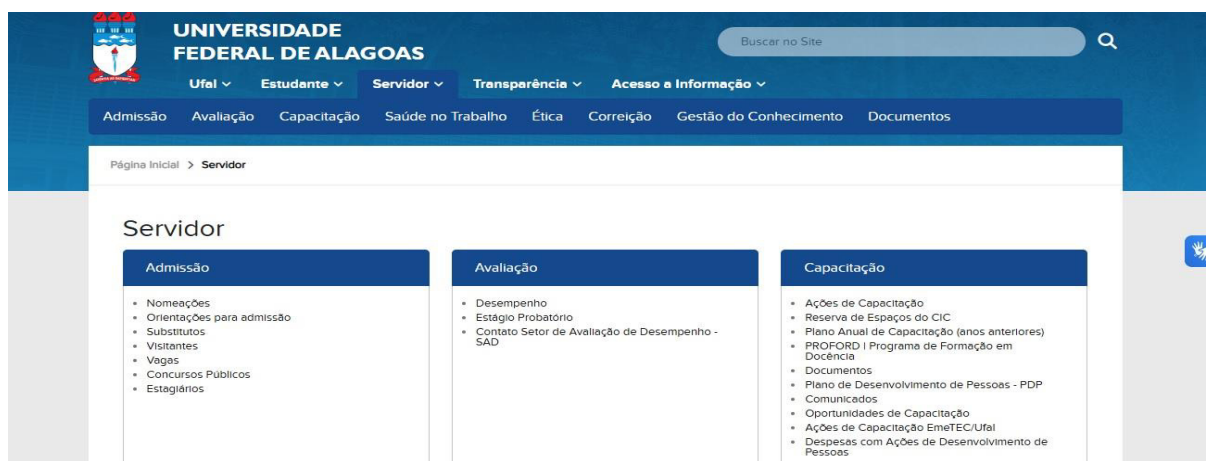 UNIVERSIDADE
FEDERAL DE ALAGOAS
Buscar no Site
Ufal Estudante Servidor Transparência Acesso a Informação
Admissão Avaliação Capacitação Saúde no Trabalho Ética Correição Gestão do Conhecimento Documentos
Página Inicial > Servidor
Servidor
Admissão
Nomeações
Orientações para admissão
Substitutos
Visitantes
Vagas
Concursos Públicos
Estagiários
Avaliação
Desempenho
Estágio Probatório
Contato Setor de Avaliação de Desempenho -
SAD
Capacitação
Ações de Capacitação
Reserva de Espaços do CIC
Plano Anual de Capacitação (anos anteriores)
PROFORD | Programa de Formação em
Docência
Documentos
Plano de Desenvolvimento de Pessoas - PDP
Comunicados
Oportunidades de Capacitação
Ações de Capacitação EmeTEC/Ufal
Despesas com Ações de Desenvolvimento de
Pessoas